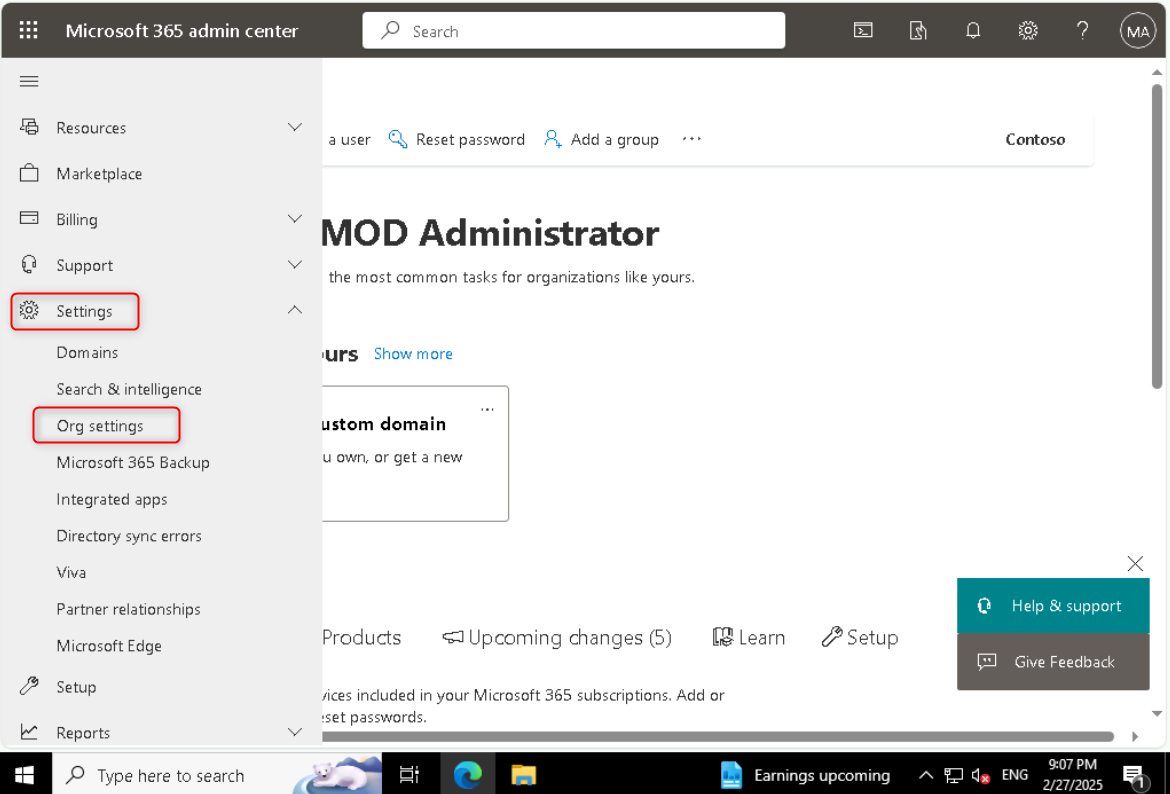 Microsoft 365 admin center
Search
MA
Resources
a user Reset password Add a group ... Contoso
Marketplace
Billing
MOD Administrator
Support
the most common tasks for organizations like yours.
Settings
Domains
urs Show more
Search & intelligence
Org settings
...
ustom domain
Microsoft 365 Backup
u own, or get a new
Integrated apps
Directory sync errors
Viva
Partner relationships
Help & support
Microsoft Edge
Products Upcoming changes (5) Learn Setup
Give Feedback
Setup
vices included in your Microsoft 365 subscriptions. Add or
set passwords.
Reports
Type here to search
Earnings upcoming
ENG
9:07 PM
2/27/2025
1